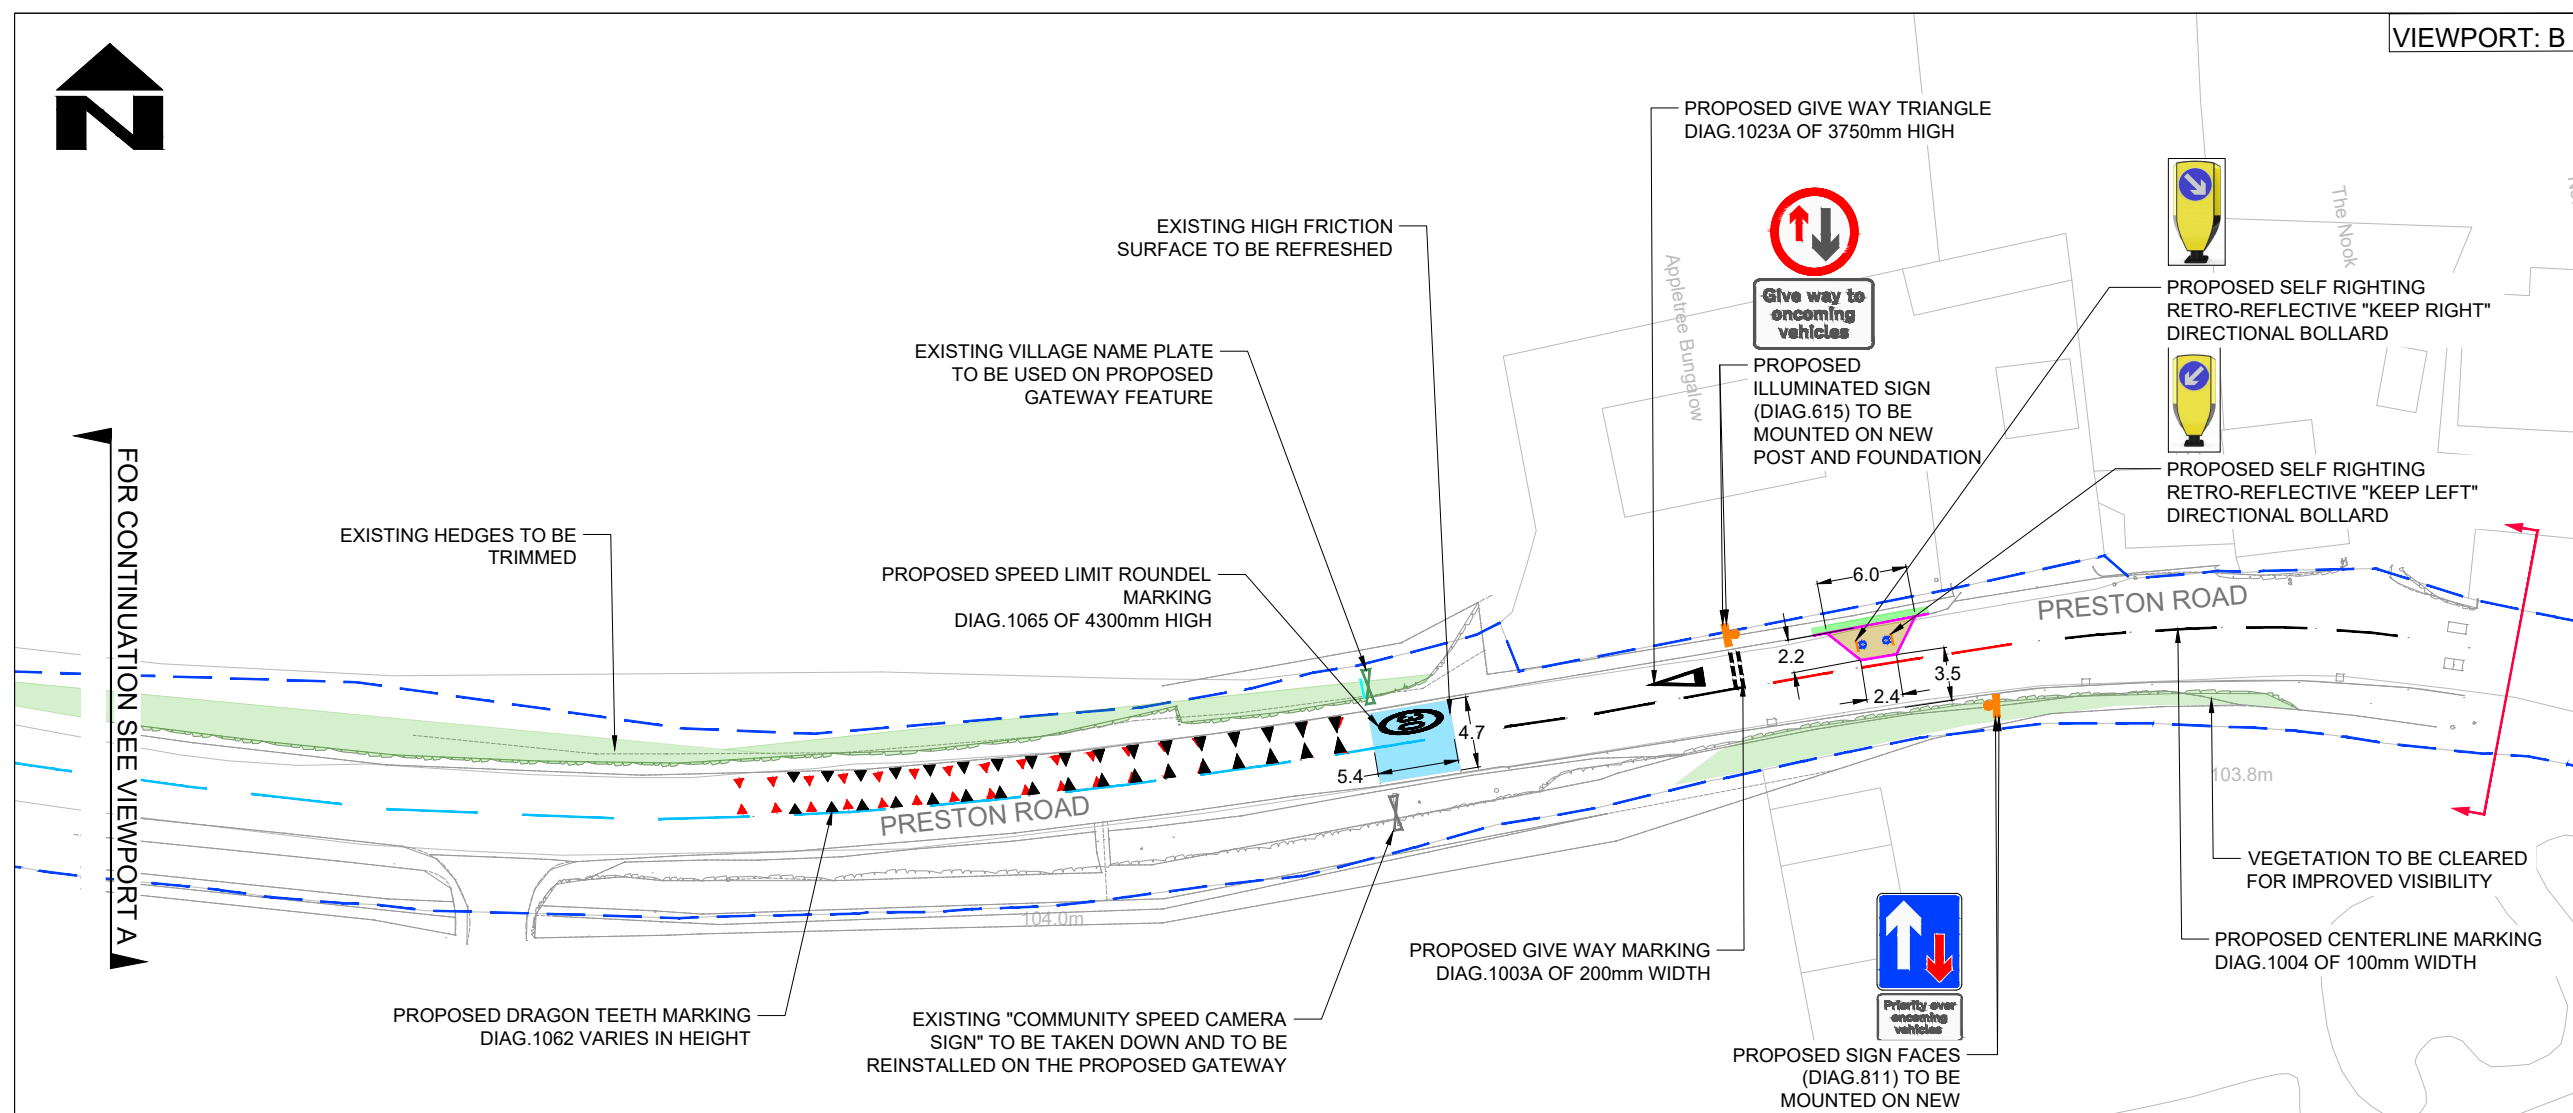 VIEWPORT: B
N
PROPOSED GIVE WAY TRIANGLE
DIAG.1023A OF 3750mm HIGH
EXISTING HIGH FRICTION
SURFACE TO BE REFRESHED
Give way to
oncoming
vehicles
Appletree Bungalow
The Nook
PROPOSED SELF RIGHTING
RETRO-REFLECTIVE "KEEP RIGHT"
DIRECTIONAL BOLLARD
EXISTING VILLAGE NAME PLATE
TO BE USED ON PROPOSED
GATEWAY FEATURE
PROPOSED
ILLUMINATED SIGN
(DIAG.615) TO BE
MOUNTED ON NEW
POST AND FOUNDATION
PROPOSED SELF RIGHTING
RETRO-REFLECTIVE "KEEP LEFT"
DIRECTIONAL BOLLARD
FOR CONTINUATION SEE VIEWPORT A
EXISTING HEDGES TO BE
TRIMMED
PROPOSED SPEED LIMIT ROUNDEL
MARKING
DIAG.1065 OF 4300mm HIGH
6.0
PRESTON ROAD
2.2
3.5
2.4
4.7
5.4
PRESTON ROAD
103.8m
104.0m
VEGETATION TO BE CLEARED
FOR IMPROVED VISIBILITY
PROPOSED GIVE WAY MARKING
DIAG.1003A OF 200mm WIDTH
PROPOSED CENTERLINE MARKING
DIAG.1004 OF 100mm WIDTH
Priority over
oncoming
vehicles
PROPOSED DRAGON TEETH MARKING
DIAG.1062 VARIES IN HEIGHT
EXISTING "COMMUNITY SPEED CAMERA
SIGN" TO BE TAKEN DOWN AND TO BE
REINSTALLED ON THE PROPOSED GATEWAY
PROPOSED SIGN FACES
(DIAG.811) TO BE
MOUNTED ON NEW